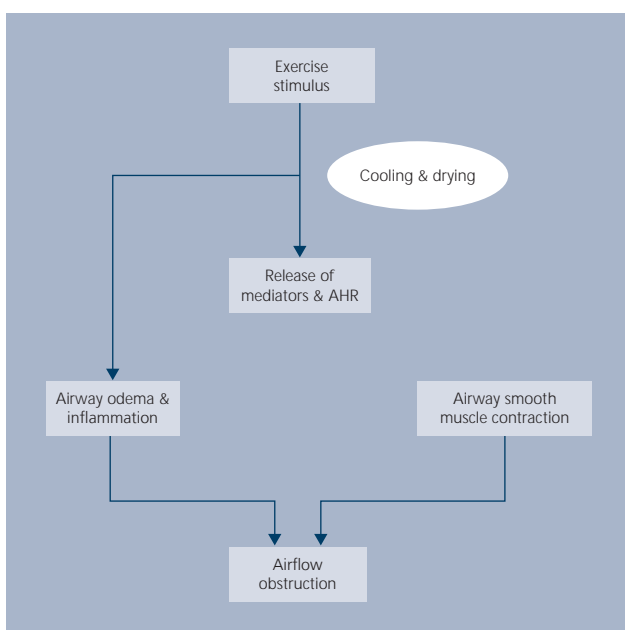 Exercise
stimulus
Cooling & drying
Release of
mediators & AHR
Airway odema &
inflammation
Airway smooth
muscle contraction
Airflow
obstruction